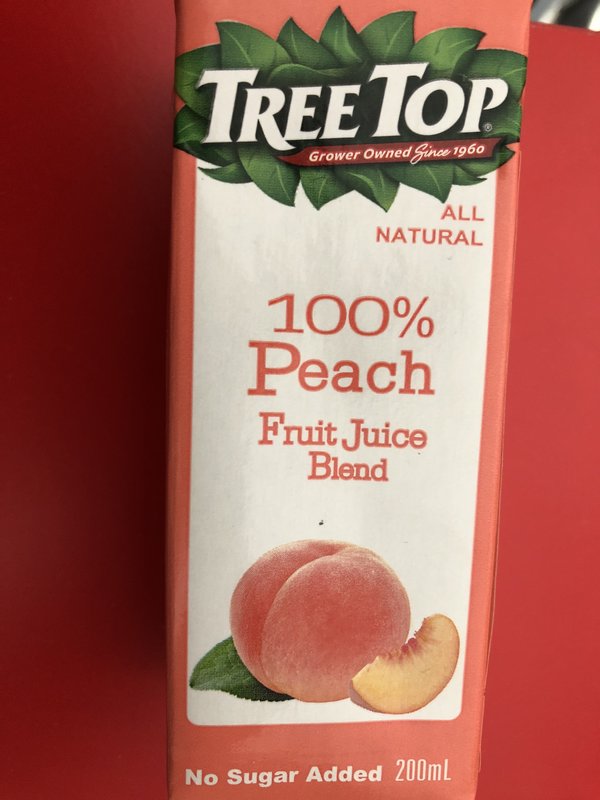 TREE TOP®
Grower Owned Since 1960
ALL
NATURAL
100%
Peach
Fruit Juice
Blend
No Sugar Added 200mL